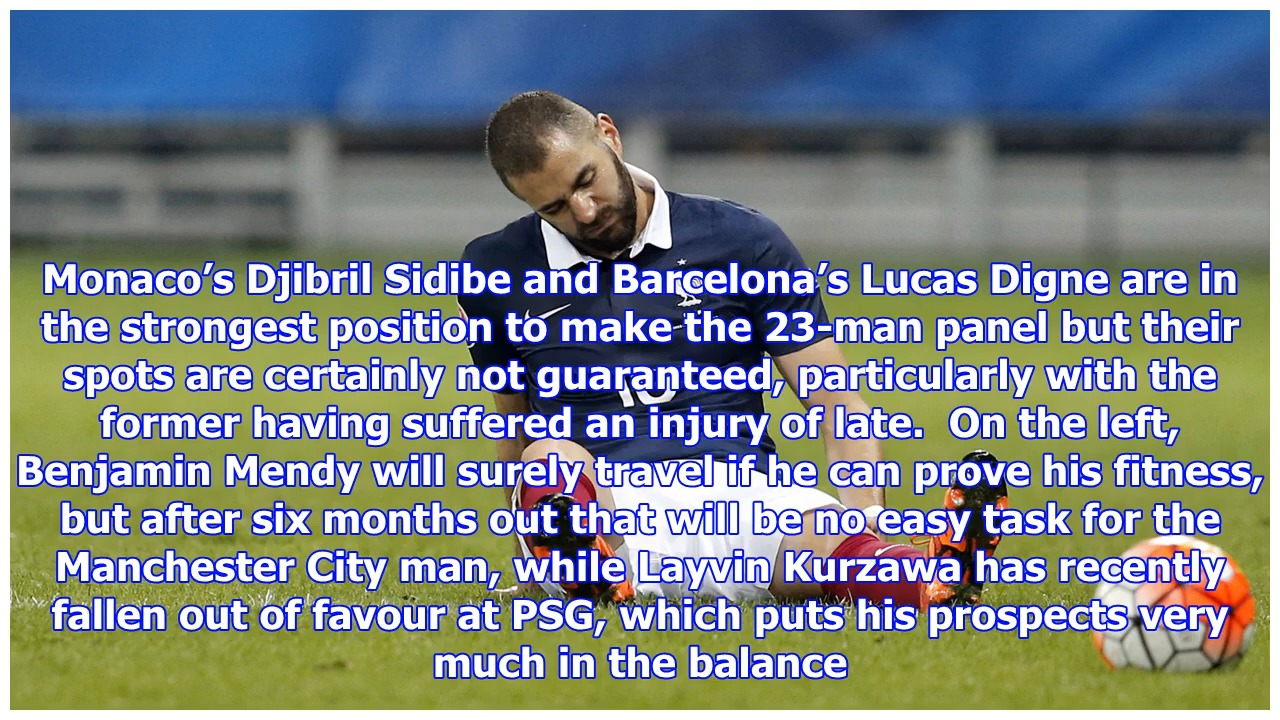 Monaco’s Djibril Sidibe and Barcelona’s Lucas Digne are in
the strongest position to make the 23-man panel but their
spots are certainly not guaranteed, particularly with the
former having suffered an injury of late.  On the left,
Benjamin Mendy will surely travel if he can prove his fitness,
but after six months out that will be no easy task for the
Manchester City man, while Layvin Kurzawa has recently
fallen out of favour at PSG, which puts his prospects very
much in the balance